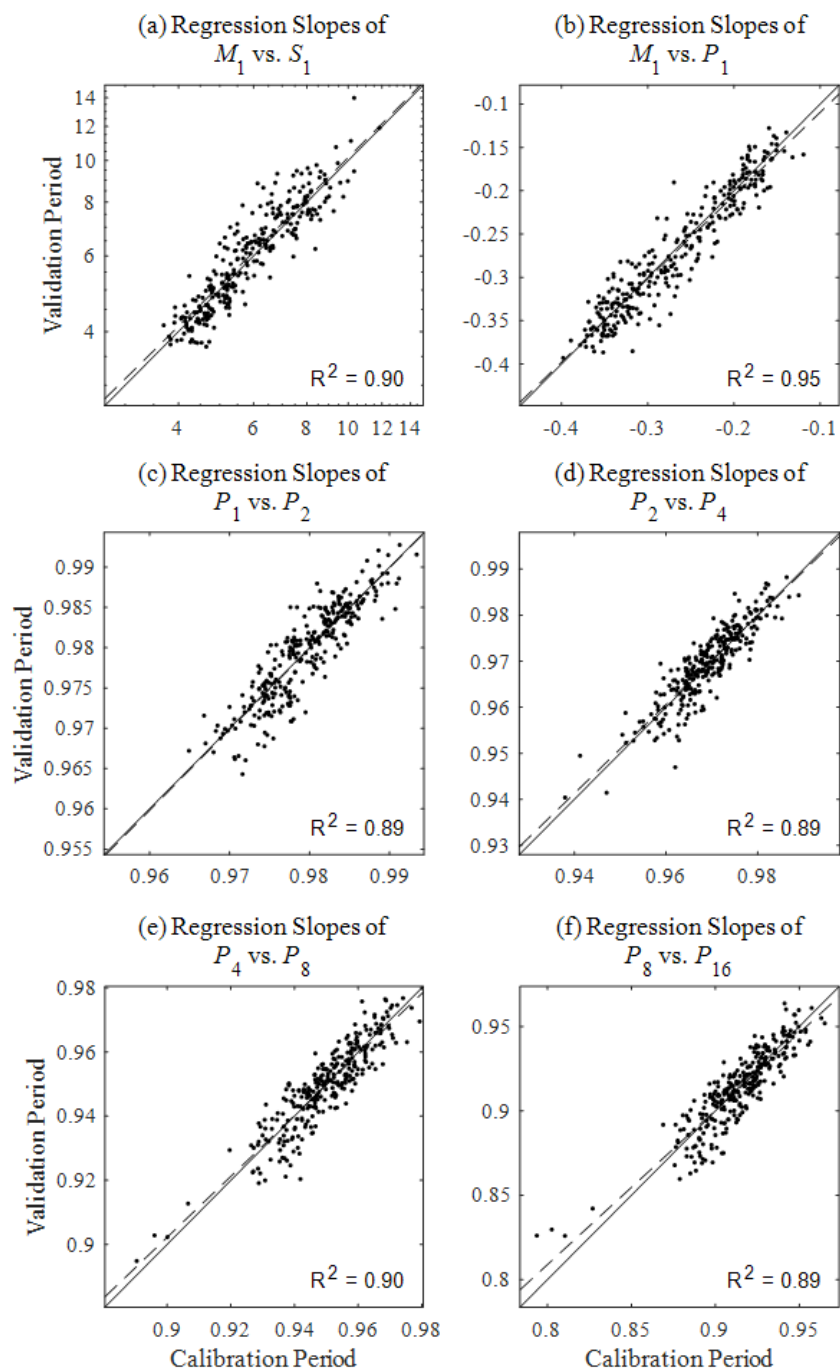 (a) Regression Slopes of
M1 vs. S1
14
12
10
8
6
4
Validation Period
R2 = 0.90
4 6 8 10 12 14
(b) Regression Slopes of
M1 vs. P1
-0.1
-0.15
-0.2
-0.25
-0.3
-0.35
-0.4
R2 = 0.95
-0.4 -0.3 -0.2 -0.1
(c) Regression Slopes of
P1 vs. P2
0.99
0.985
0.98
0.975
0.97
0.965
0.96
0.955
Validation Period
R2 = 0.89
0.96 0.97 0.98 0.99
(d) Regression Slopes of
P2 vs. P4
0.99
0.98
0.97
0.96
0.95
0.94
0.93
R2 = 0.89
0.94 0.96 0.98
(e) Regression Slopes of
P4 vs. P8
0.98
0.96
0.94
0.92
0.9
Validation Period
R2 = 0.90
0.9 0.92 0.94 0.96 0.98
Calibration Period
(f) Regression Slopes of
P8 vs. P16
0.95
0.9
0.85
0.8
R2 = 0.89
0.8 0.85 0.9 0.95
Calibration Period